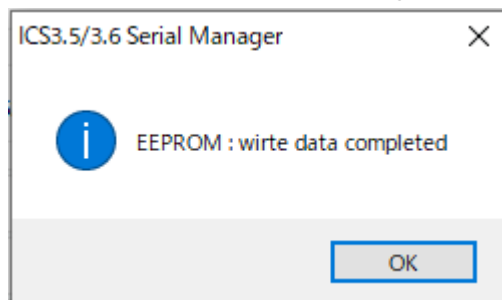 ICS3.5/3.6 Serial Manager
EEPROM : wirte data completed
OK